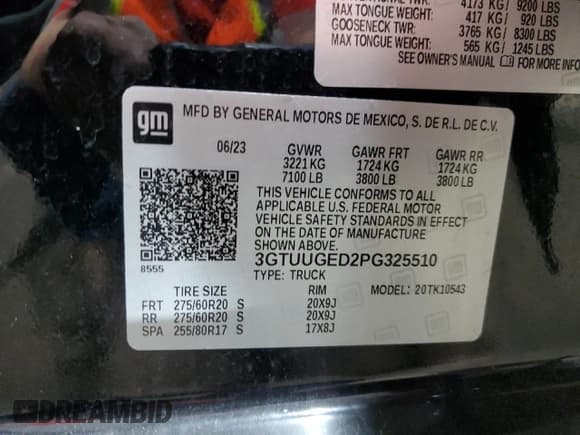 4173 KG/ 9200 LBS
MAX TONGUE WEIGHT: 417 KG/ 920 LBS
GOOSENECK TWR: 3765 KG/ 8300 LBS
MAX TONGUE WEIGHT: 565 KG/ 1245 LBS
SEE OWNER'S MANUAL FOR MORE INFO
gm
MFD BY GENERAL MOTORS DE MEXICO, S. DE R.L. DE C.V.
06/23 GVWR GAWR FRT GAWR RR
3221 KG 1724 KG 1724 KG
7100 LB 3800 LB 3800 LB
THIS VEHICLE CONFORMS TO ALL
APPLICABLE U.S. FEDERAL MOTOR
VEHICLE SAFETY STANDARDS IN EFFECT
ON THE DATE OF MANUFACTURE
SHOWN ABOVE.
3GTUUGED2PG325510
8555
TYPE: TRUCK
TIRE SIZE RIM MODEL: 20TK10543
FRT 275/60R20 S 20X9J
RR 275/60R20 S 20X9J
SPA 255/80R17 S 17X8J
DREAMBID